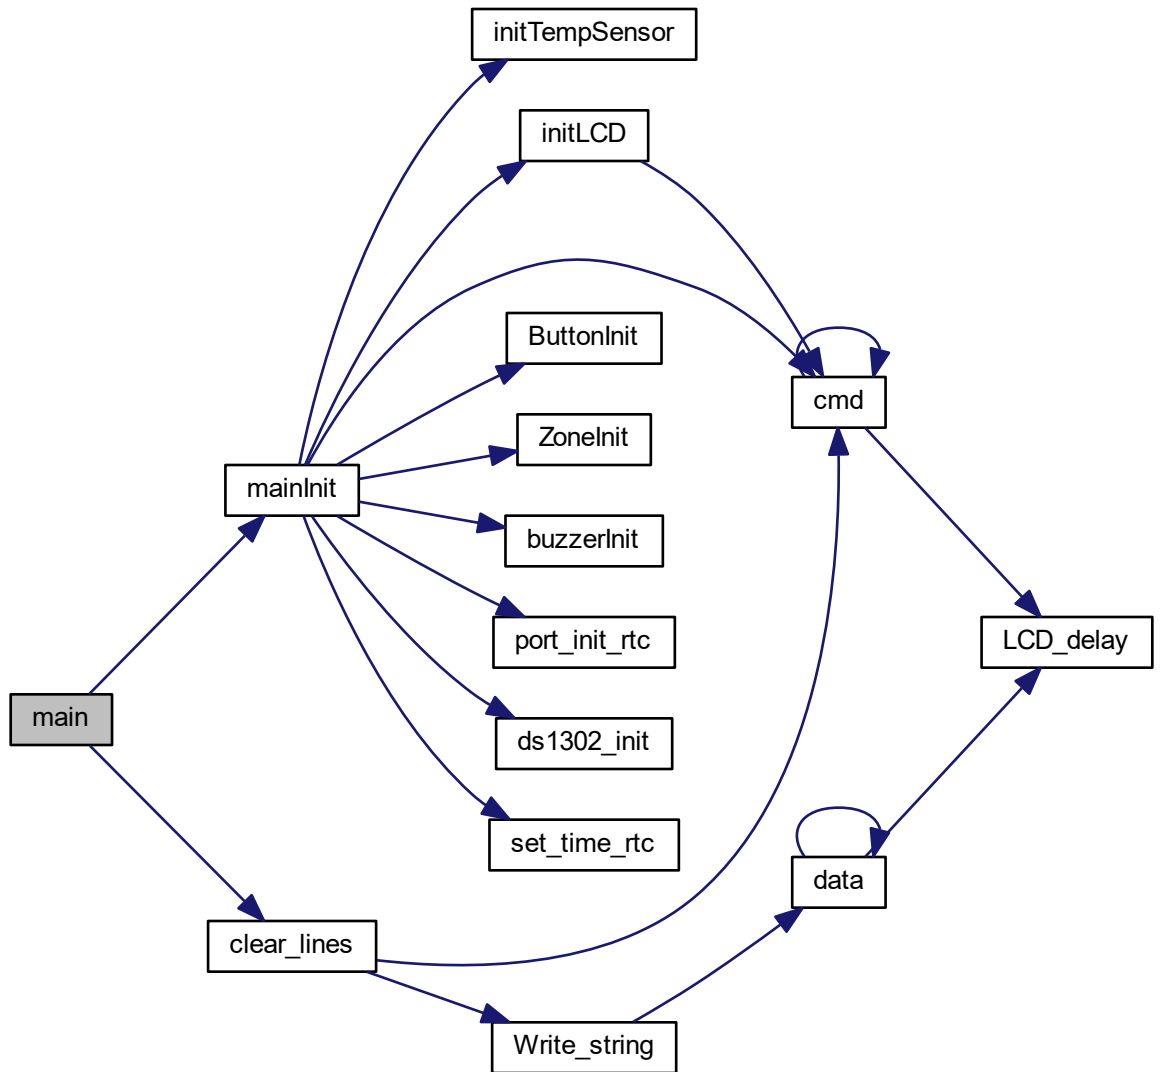 initTempSensor
initLCD
ButtonInit
cmd
ZoneInit
mainInit
buzzerInit
port_init_rtc
LCD_delay
main
ds1302_init
set_time_rtc
data
clear_lines
Write_string